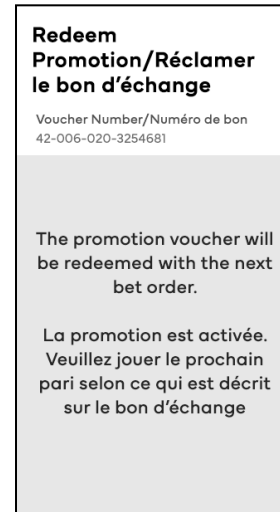 Redeem
Promotion/Réclamer
le bon d’échange
Voucher Number/Numéro de bon
42-006-020-3254681
The promotion voucher will
be redeemed with the next
bet order.
La promotion est activée.
Veuillez jouer le prochain
pari selon ce qui est décrit
sur le bon d’échange